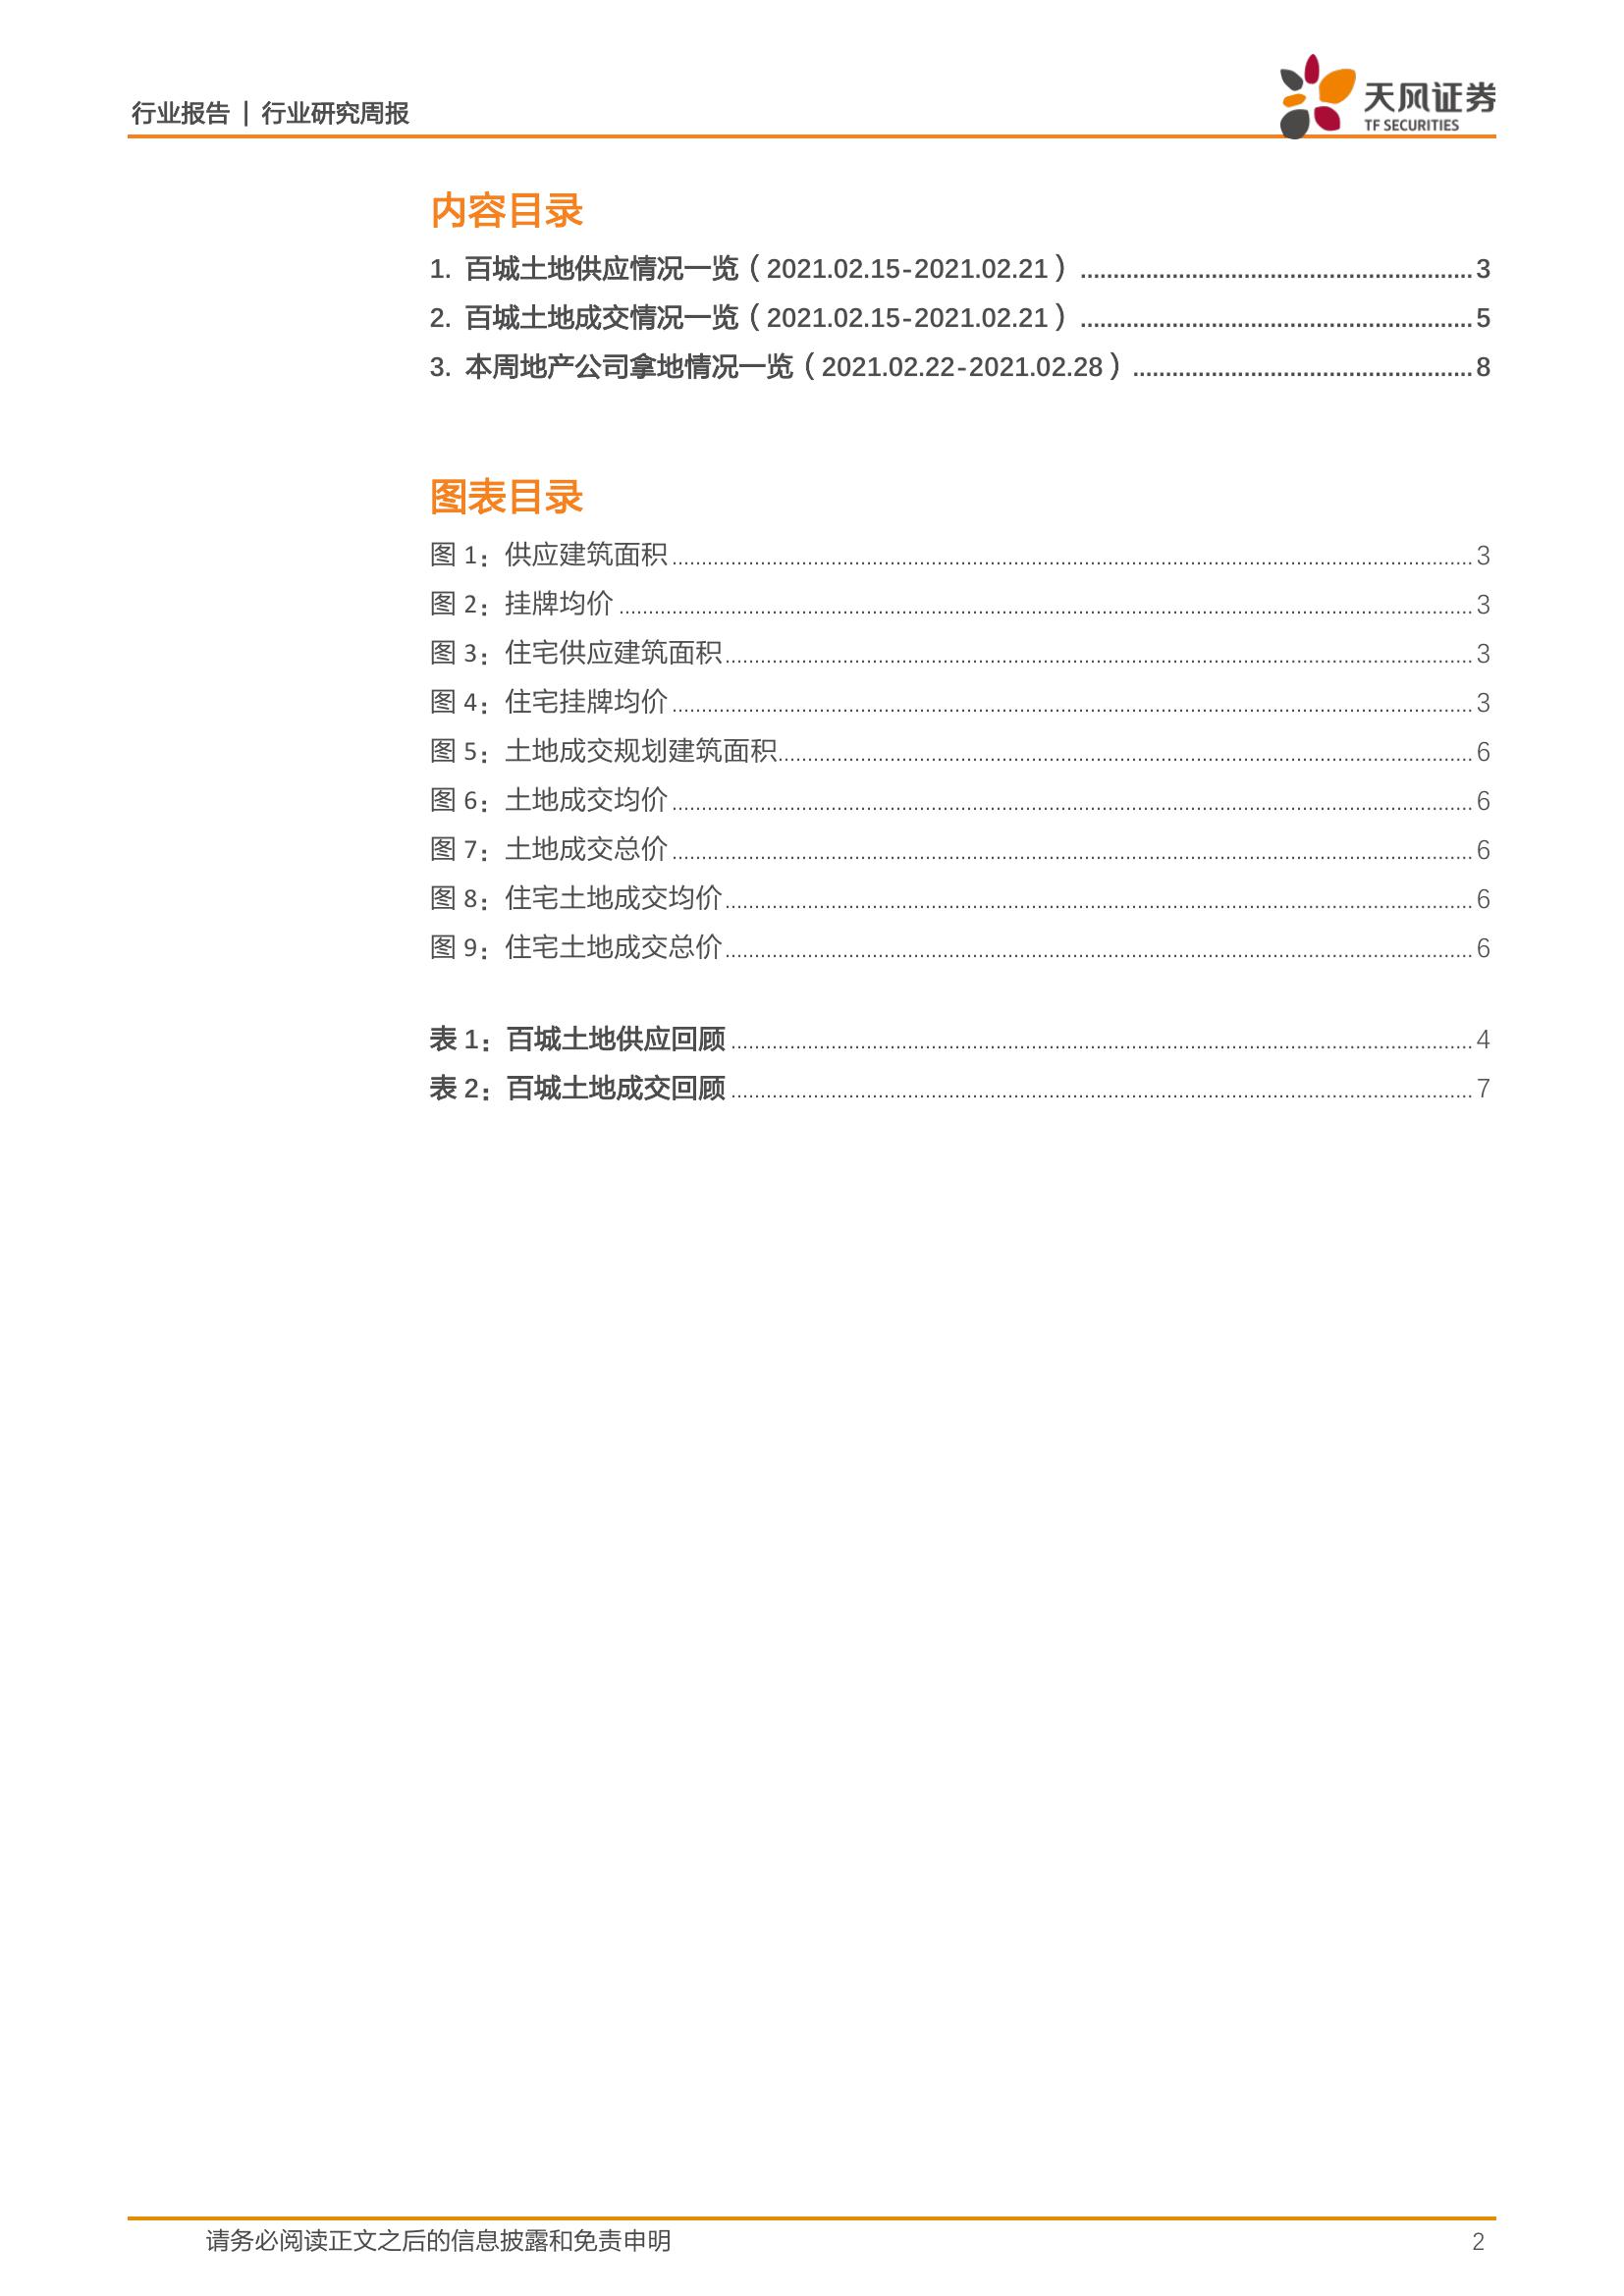 行业报告 | 行业研究周报
天风证券
TF SECURITIES
内容目录
1. 百城土地供应情况一览（2021.02.15-2021.02.21） 3
2. 百城土地成交情况一览（2021.02.15-2021.02.21） 5
3. 本周地产公司拿地情况一览（2021.02.22-2021.02.28） 8
图表目录
图 1：供应建筑面积 3
图 2：挂牌均价 3
图 3：住宅供应建筑面积 3
图 4：住宅挂牌均价 3
图 5：土地成交规划建筑面积 6
图 6：土地成交均价 6
图 7：土地成交总价 6
图 8：住宅土地成交均价 6
图 9：住宅土地成交总价 6
表 1：百城土地供应回顾 4
表 2：百城土地成交回顾 7
请务必阅读正文之后的信息披露和免责申明 2